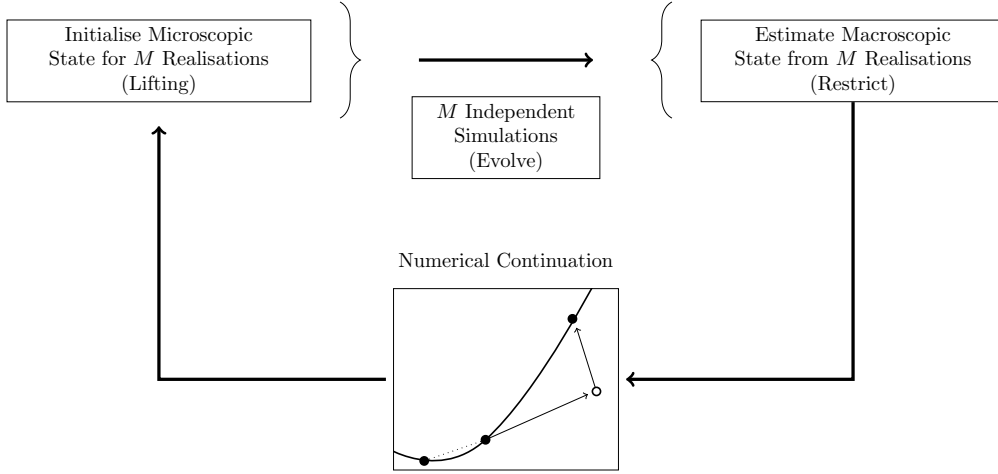 Initialise Microscopic
State for M Realisations
(Lifting)
M Independent
Simulations
(Evolve)
Estimate Macroscopic
State from M Realisations
(Restrict)
Numerical Continuation